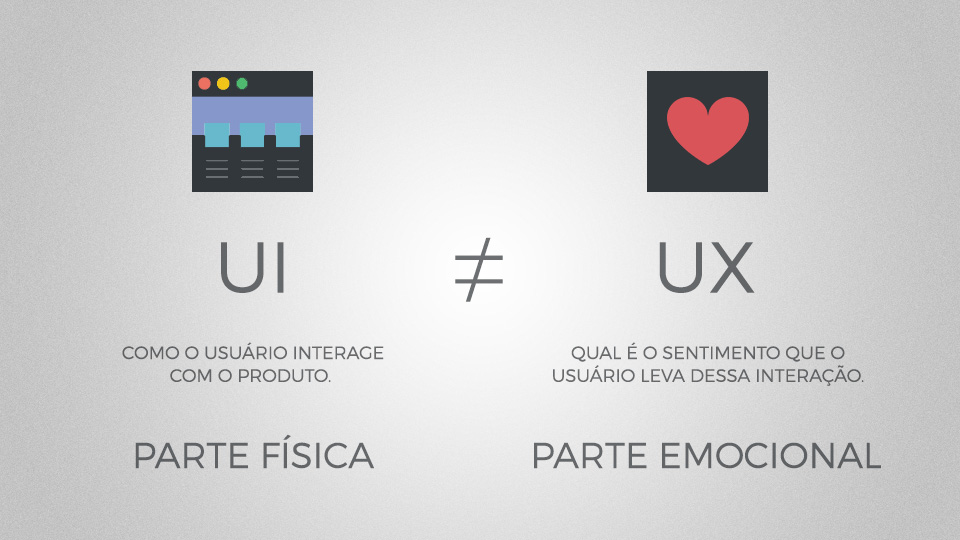 UI ≠ UX
COMO O USUÁRIO INTERAGE
COM O PRODUTO.
QUAL É O SENTIMENTO QUE O
USUÁRIO LEVA DESSA INTERAÇÃO.
PARTE FÍSICA
PARTE EMOCIONAL